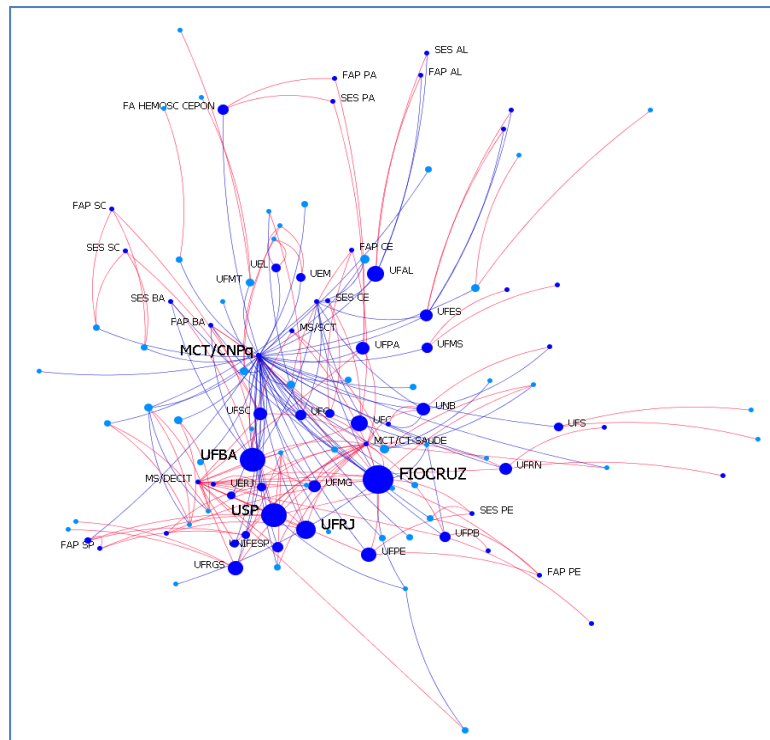 SES AL
FAP PA
FAP AL
SES PA
FA HEMOSC CEPON
FAP SC
SES SC
FAP CE
UEL
UEM
UFAL
UFMT
SES BA
SES CE
FAP BA
MS/SCT
UFES
MCT/CNPq
UFPA
UFMS
UFSC
UFG
UFC
UNB
UFS
MCT/CT-SAUDE
UFBA
FIOCRUZ
UFRN
MS/DECIT
UERJ
UFMG
SES PE
USP
UFRJ
UFPB
FAP SP
UNIFESP
UFPE
UFRGS
FAP PE